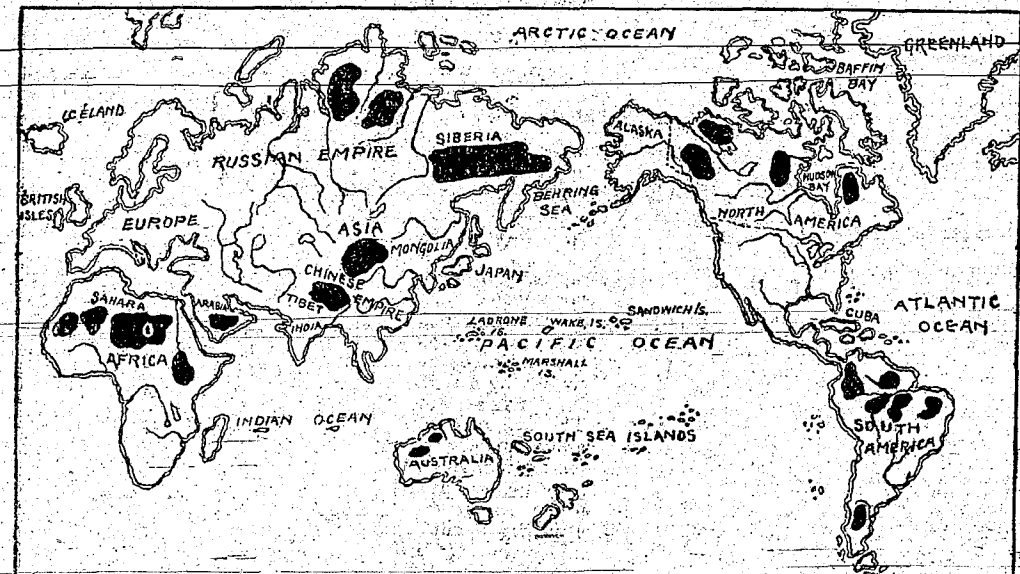 ARCTIC OCEAN
GREENLAND
BAFFIN
BAY
ICELAND
ALASKA
SIBERIA
RUSSIAN EMPIRE
HUDSON
BAY
BRITISH
ISLES
BEHRING
SEA
NORTH
AMERICA
EUROPE
ASIA
MONGOLIA
JAPAN
CHINESE
EMPIRE
TIBET
INDIA
SAHARA
ARABIA
AFRICA
LADRONE
IS.
WAKE, IS.
SANDWICH IS.
CUBA
ATLANTIC
OCEAN
PACIFIC OCEAN
MARSHALL
IS.
INDIAN OCEAN
SOUTH SEA ISLANDS
AUSTRALIA
SOUTH
AMERICA